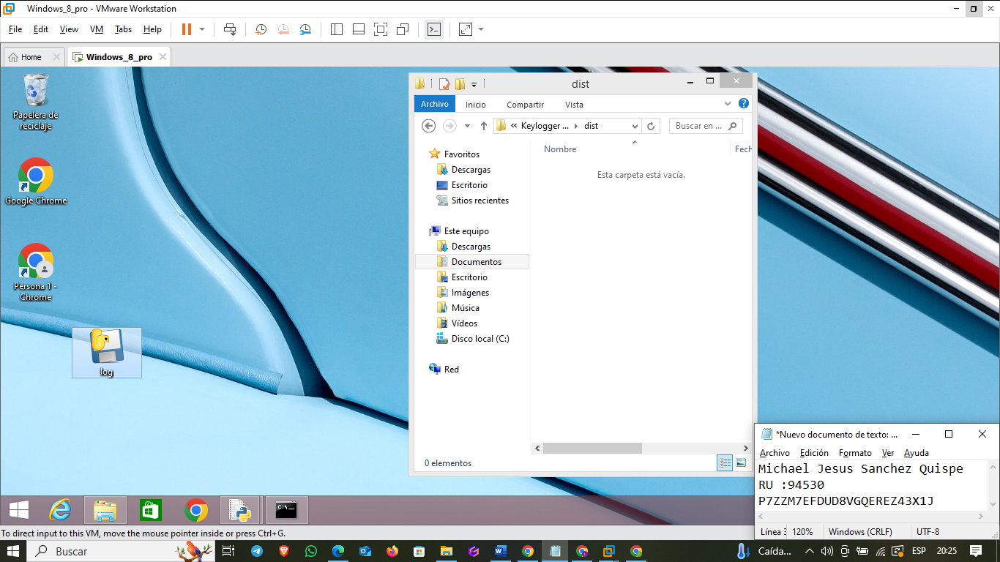 Windows_8_pro - VMware Workstation
File Edit View VM Tabs Help
Home
Windows_8_pro
Papelera de
reciclaje
Google Chrome
Persona 1 -
Chrome
log
dist
Archivo Inicio Compartir Vista
« Keylogger ... dist
Buscar en ...
Nombre Fech
Esta carpeta está vacía.
Favoritos
Descargas
Escritorio
Sitios recientes
Este equipo
Descargas
Documentos
Escritorio
Imágenes
Música
Vídeos
Disco local (C:)
Red
0 elementos
*Nuevo documento de texto: ...
Archivo Edición Formato Ver Ayuda
Michael Jesus Sanchez Quispe
RU :94530
P7ZZM7EFDUD8VGQEREZ43X1J
Línea 3 120% Windows (CRLF) UTF-8
C:\_
To direct input to this VM, move the mouse pointer inside or press Ctrl+G.
Buscar
Caída... ESP 20:25